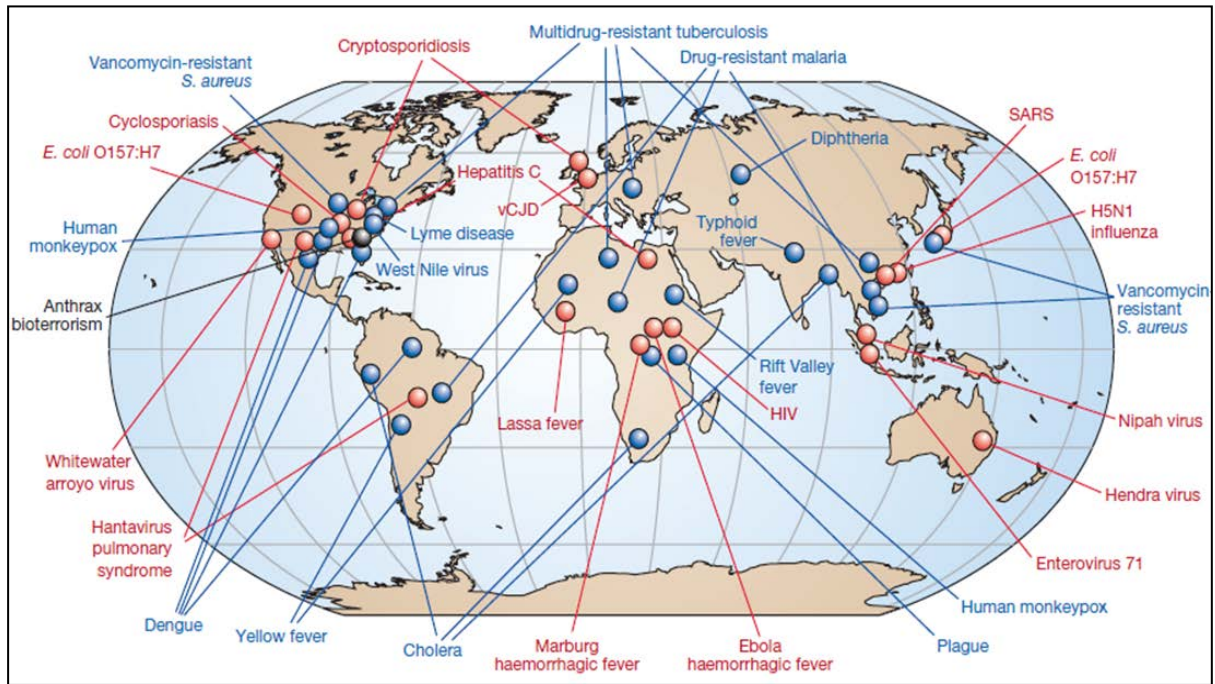 Cryptosporidiosis
Multidrug-resistant tuberculosis
Drug-resistant malaria
Vancomycin-resistant
S. aureus
Cyclosporiasis
E. coli O157:H7
Human
monkeypox
Anthrax
bioterrorism
Hepatitis C
vCJD
Lyme disease
West Nile virus
Diphtheria
Typhoid
fever
SARS
E. coli
O157:H7
H5N1
influenza
Vancomycin-
resistant
S. aureus
Rift Valley
fever
HIV
Lassa fever
Nipah virus
Hendra virus
Enterovirus 71
Whitewater
arroyo virus
Hantavirus
pulmonary
syndrome
Dengue
Yellow fever
Cholera
Marburg
haemorrhagic fever
Ebola
haemorrhagic fever
Plague
Human monkeypox